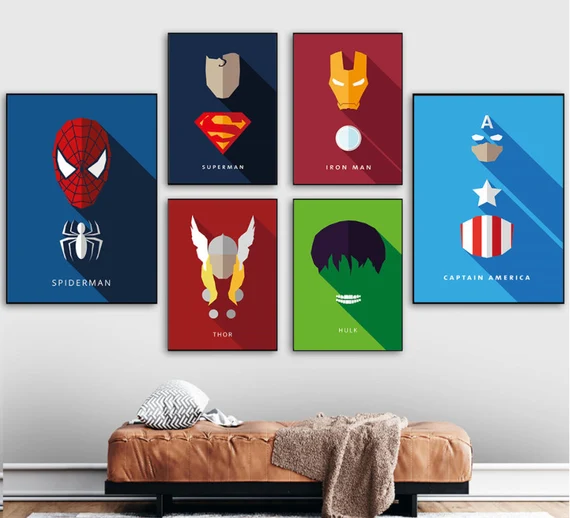 SUPERMAN
IRON MAN
SPIDERMAN
A
CAPTAIN AMERICA
THOR
HULK